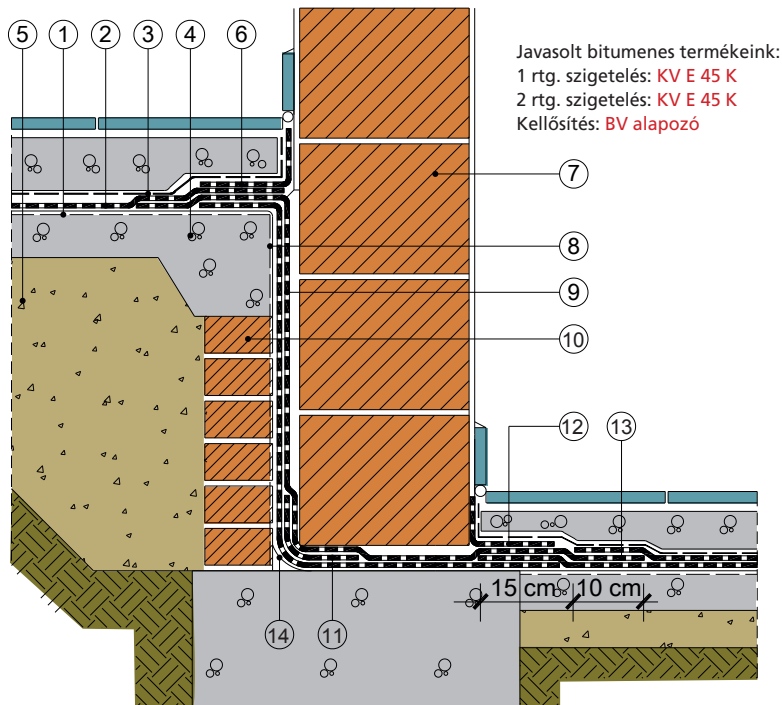 5 1 2 3 4 6
Javasolt bitumenes termékeink:
1 rtg. szigetelés: KV E 45 K
2 rtg. szigetelés: KV E 45 K
Kellősítés: BV alapozó
7
8
9
10
12 13
15 cm 10 cm
14 11